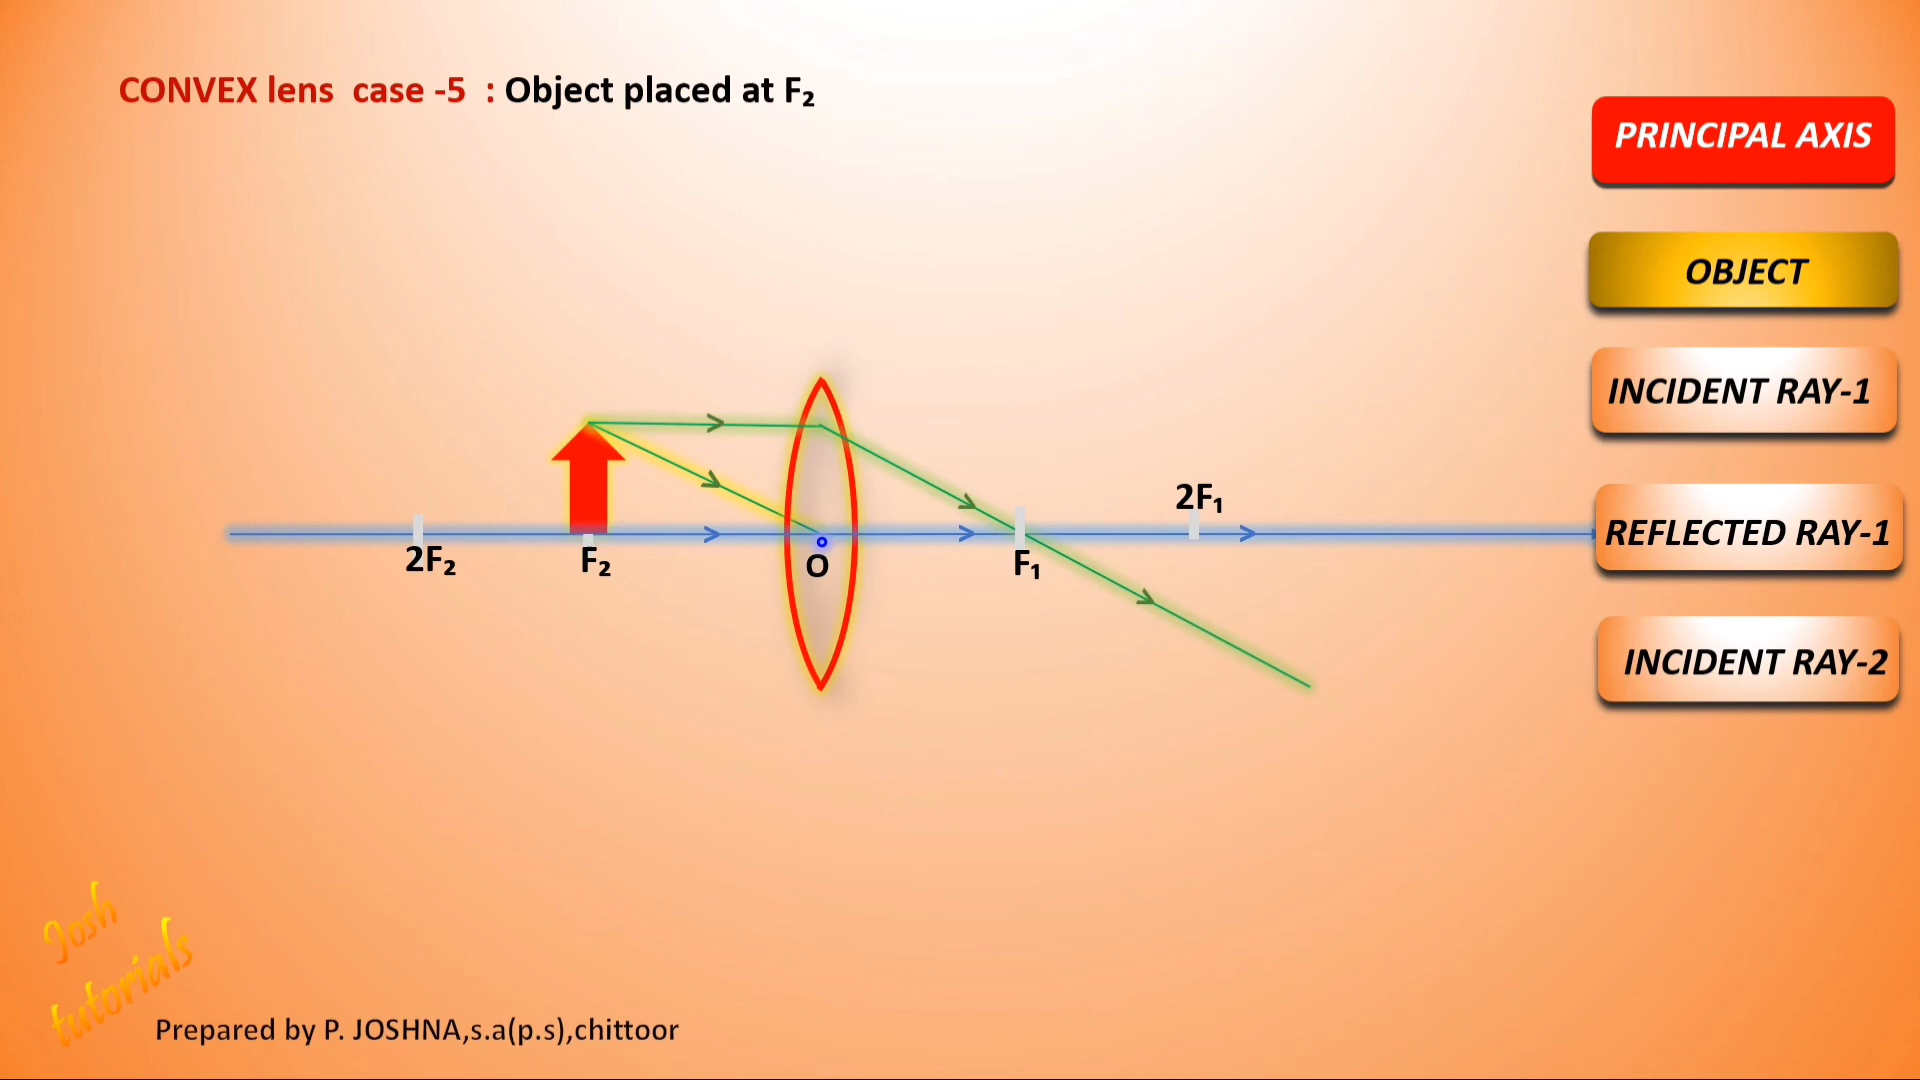 CONVEX lens case -5 : Object placed at F₂
PRINCIPAL AXIS
OBJECT
INCIDENT RAY-1
2F₁
REFLECTED RAY-1
2F₂
F₂
O
F₁
INCIDENT RAY-2
Josh
tutorials
Prepared by P. JOSHNA,s.a(p.s),chittoor